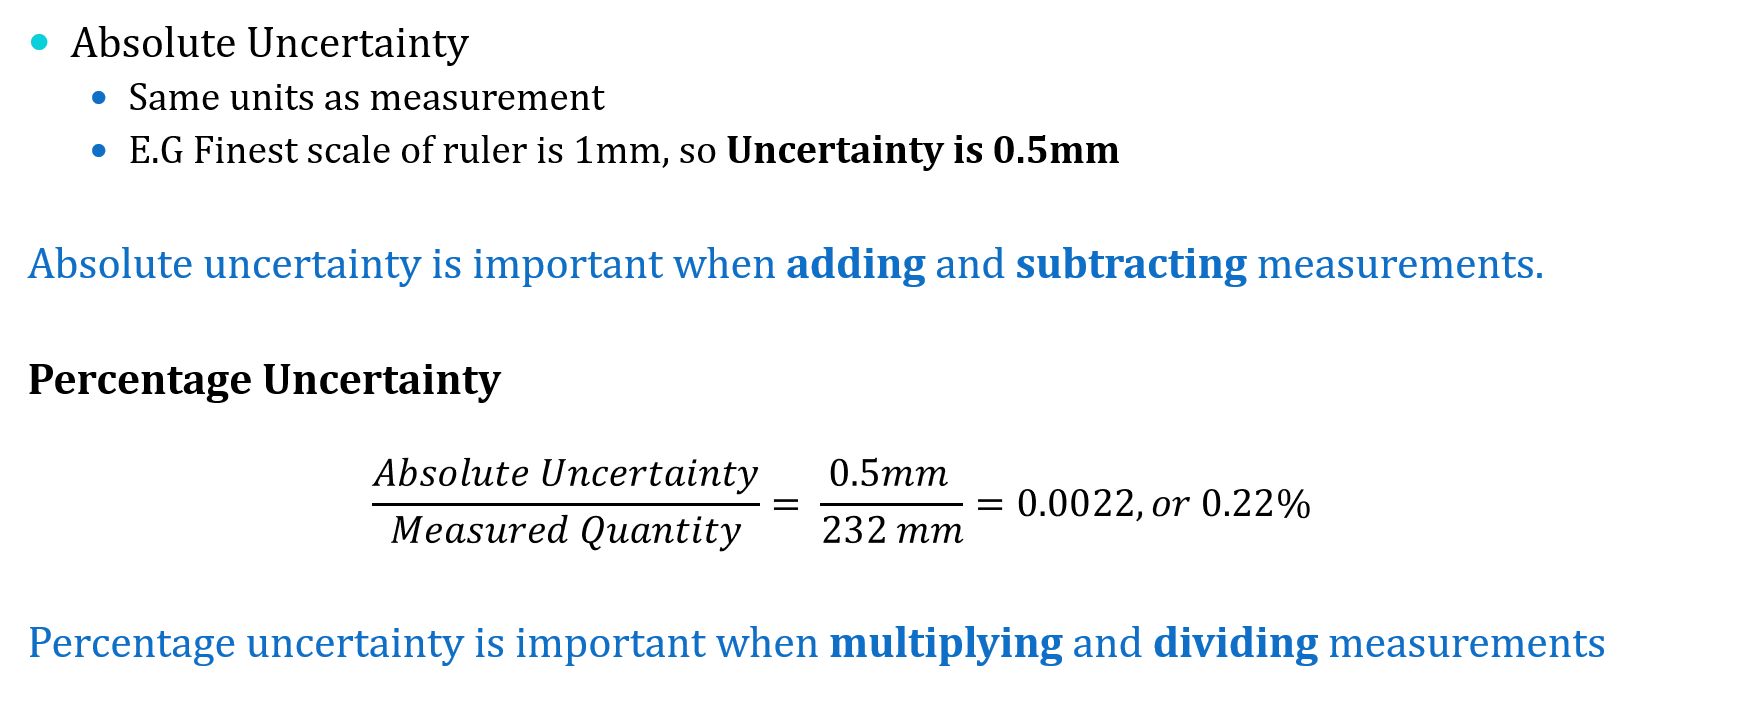 • Absolute Uncertainty
• Same units as measurement
• E.G Finest scale of ruler is 1mm, so Uncertainty is 0.5mm
Absolute uncertainty is important when adding and subtracting measurements.
Percentage Uncertainty
Absolute Uncertainty / Measured Quantity = 0.5mm / 232 mm = 0.0022, or 0.22%
Percentage uncertainty is important when multiplying and dividing measurements